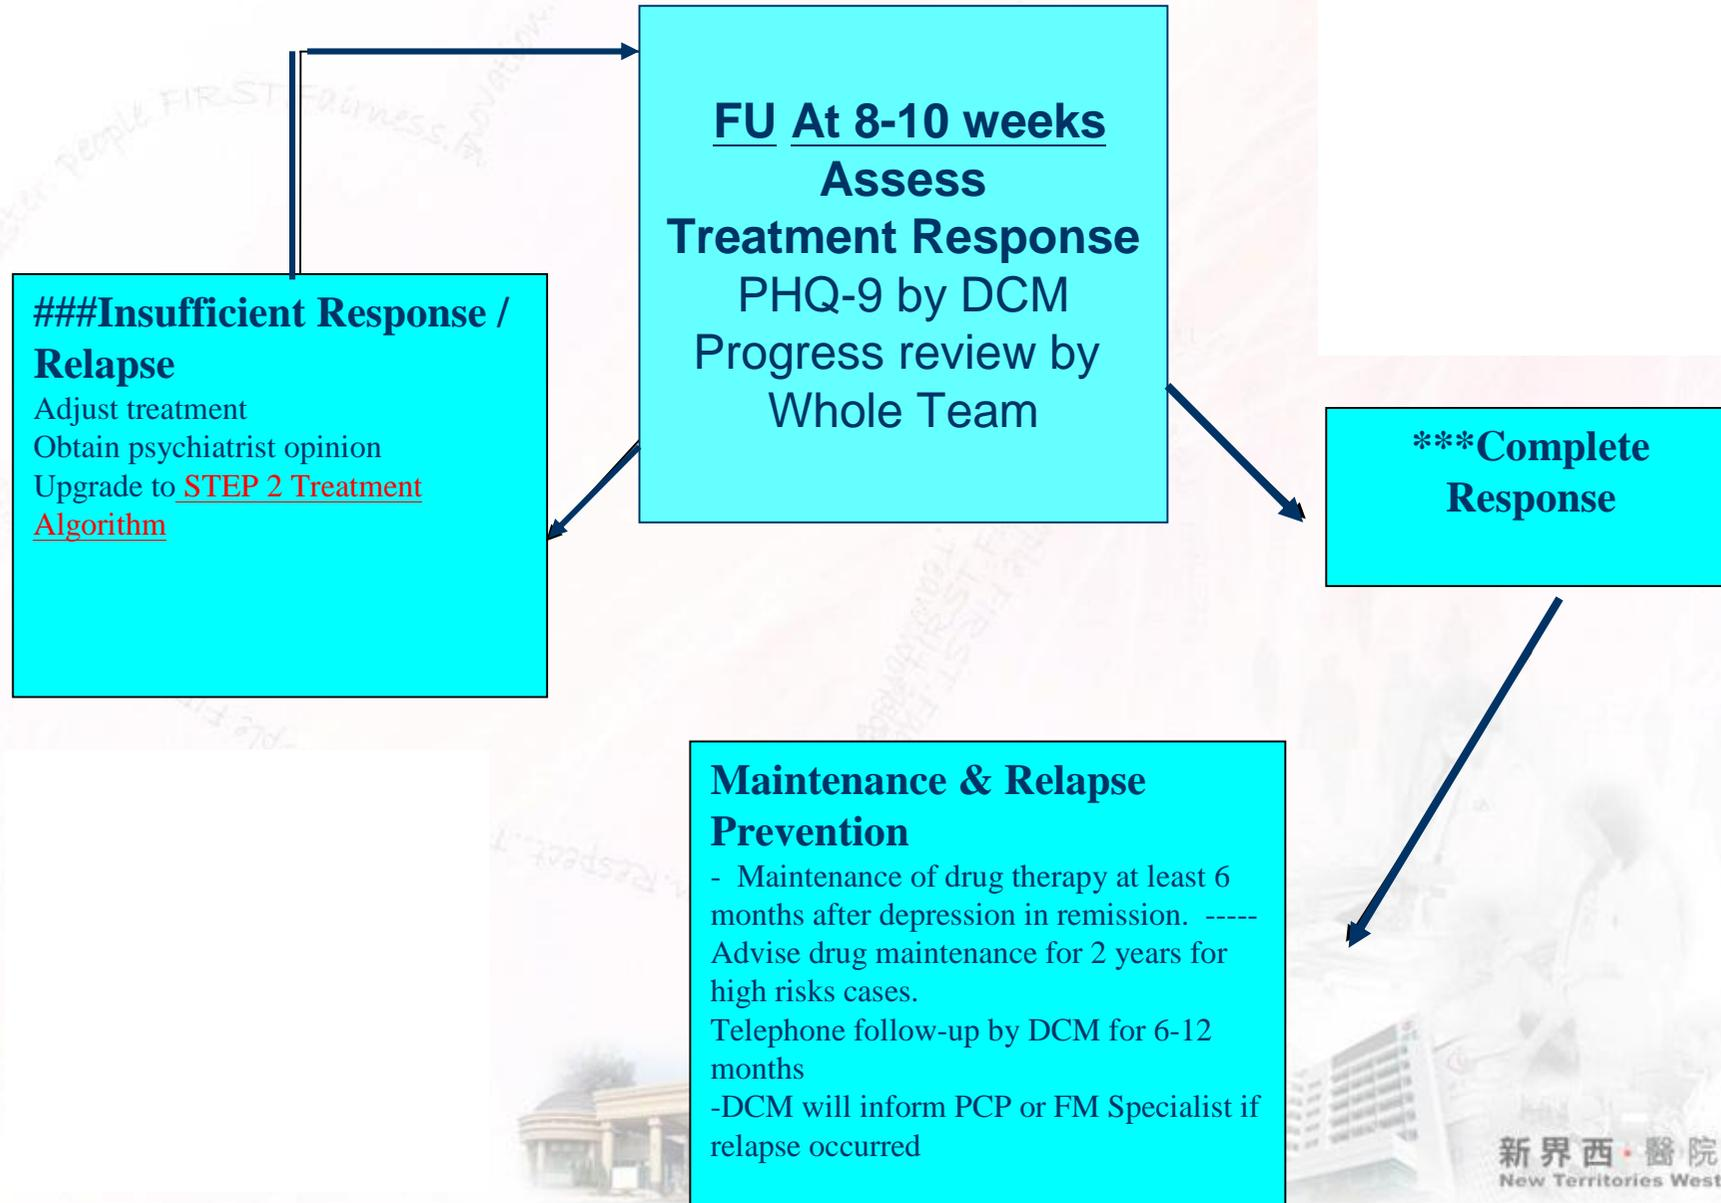 FU At 8-10 weeks
Assess
Treatment Response
PHQ-9 by DCM
Progress review by
Whole Team
###Insufficient Response /
Relapse
Adjust treatment
Obtain psychiatrist opinion
Upgrade to STEP 2 Treatment
Algorithm
***Complete
Response
Maintenance & Relapse
Prevention
- Maintenance of drug therapy at least 6
months after depression in remission. -----
Advise drug maintenance for 2 years for
high risks cases.
Telephone follow-up by DCM for 6-12
months
-DCM will inform PCP or FM Specialist if
relapse occurred
People FIRST. Fairness.
Respect.
新界西・醫院
New Territories West